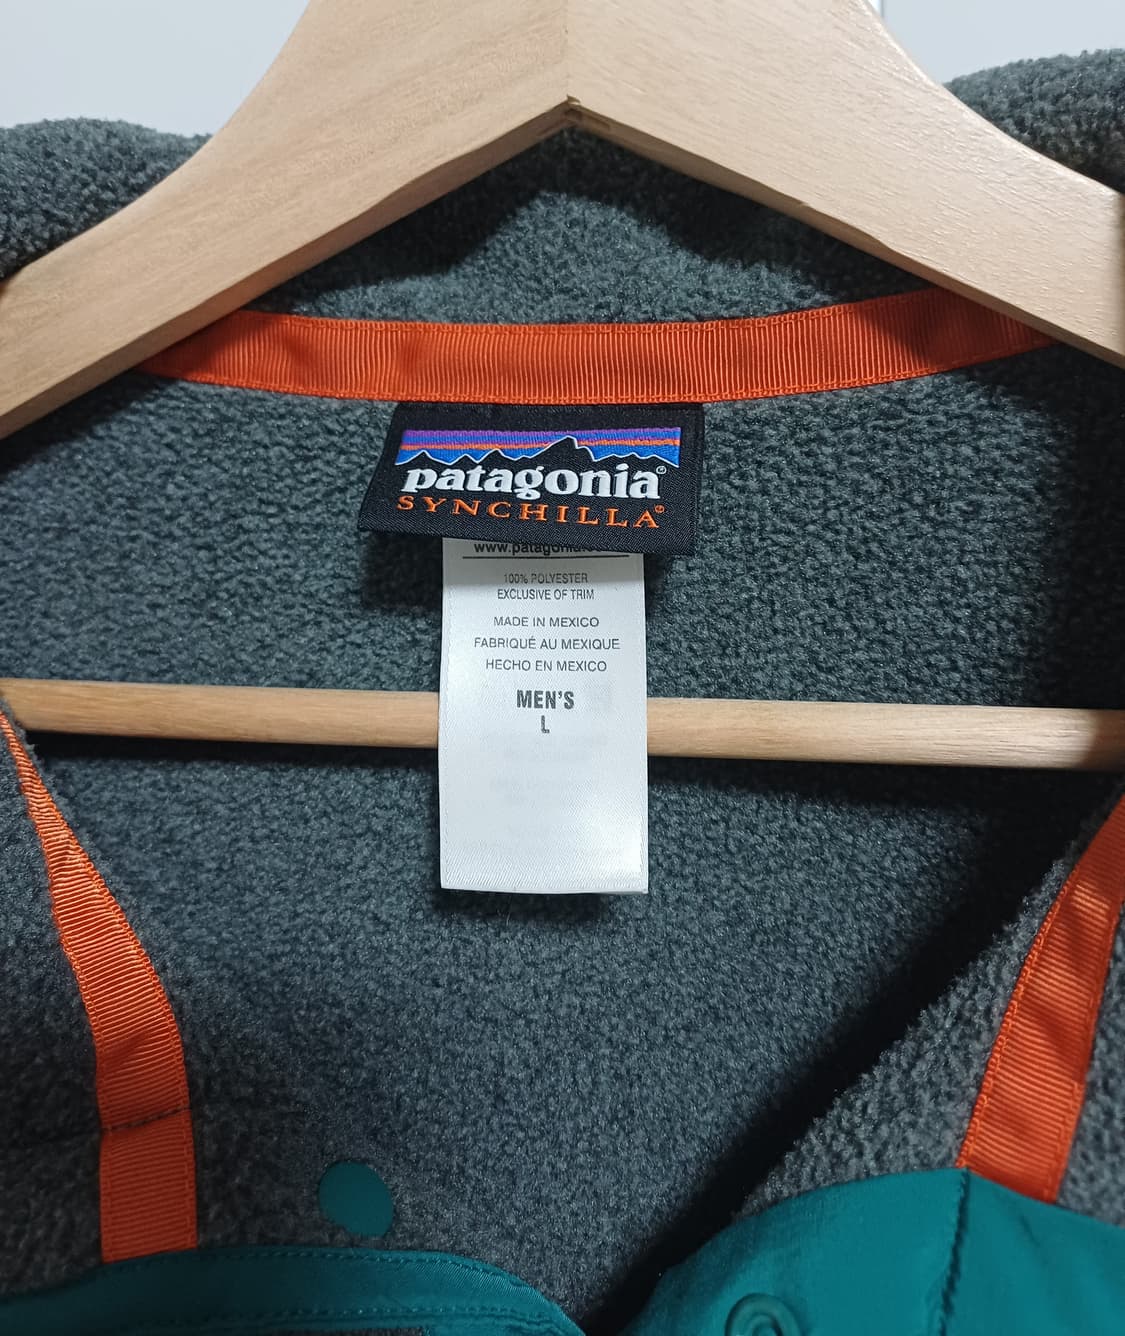 patagonia®
SYNCHILLA®
100% POLYESTER
EXCLUSIVE OF TRIM
MADE IN MEXICO
FABRIQUÉ AU MEXIQUE
HECHO EN MEXICO
MEN'S
L